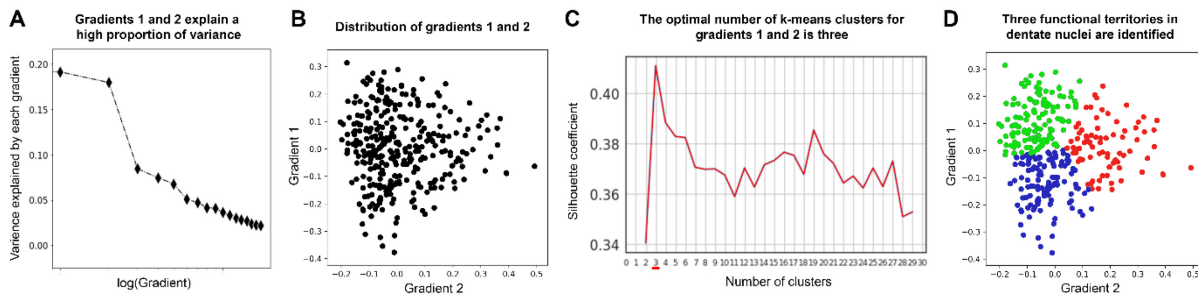 A
Gradients 1 and 2 explain a
high proportion of variance
Varience explained by each gradient
0.20
0.15
0.10
0.05
0.00
log(Gradient)
B
Distribution of gradients 1 and 2
Gradient 1
0.3
0.2
0.1
0.0
−0.1
−0.2
−0.3
−0.4
−0.2 −0.1 0.0 0.1 0.2 0.3 0.4 0.5
Gradient 2
C
The optimal number of k-means clusters for
gradients 1 and 2 is three
Silhouette coefficient
0.40
0.38
0.36
0.34
0 1 2 3 4 5 6 7 8 9 10 11 12 13 14 15 16 17 18 19 20 21 22 23 24 25 26 27 28 29 30
Number of clusters
D
Three functional territories in
dentate nuclei are identified
Gradient 1
0.3
0.2
0.1
0.0
−0.1
−0.2
−0.3
−0.4
−0.2 −0.1 0.0 0.1 0.2 0.3 0.4 0.5
Gradient 2